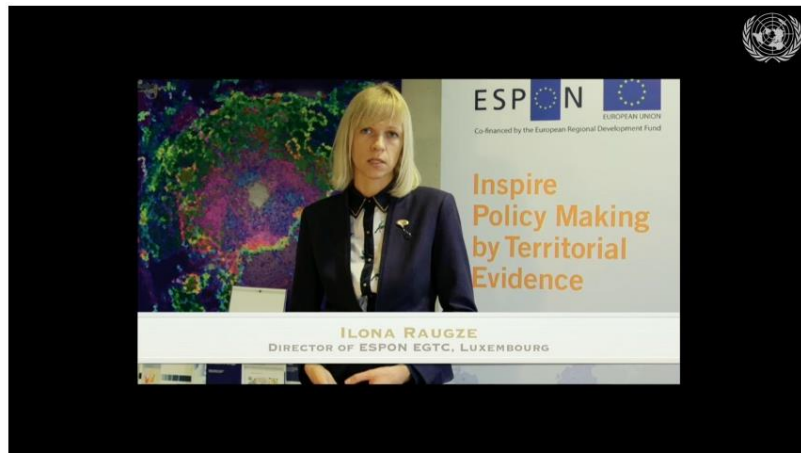 ESPON
EUROPEAN UNION
Co-financed by the European Regional Development Fund
Inspire
Policy Making
by Territorial
Evidence
ILONA RAUGZE
DIRECTOR OF ESPON EGTC, LUXEMBOURG